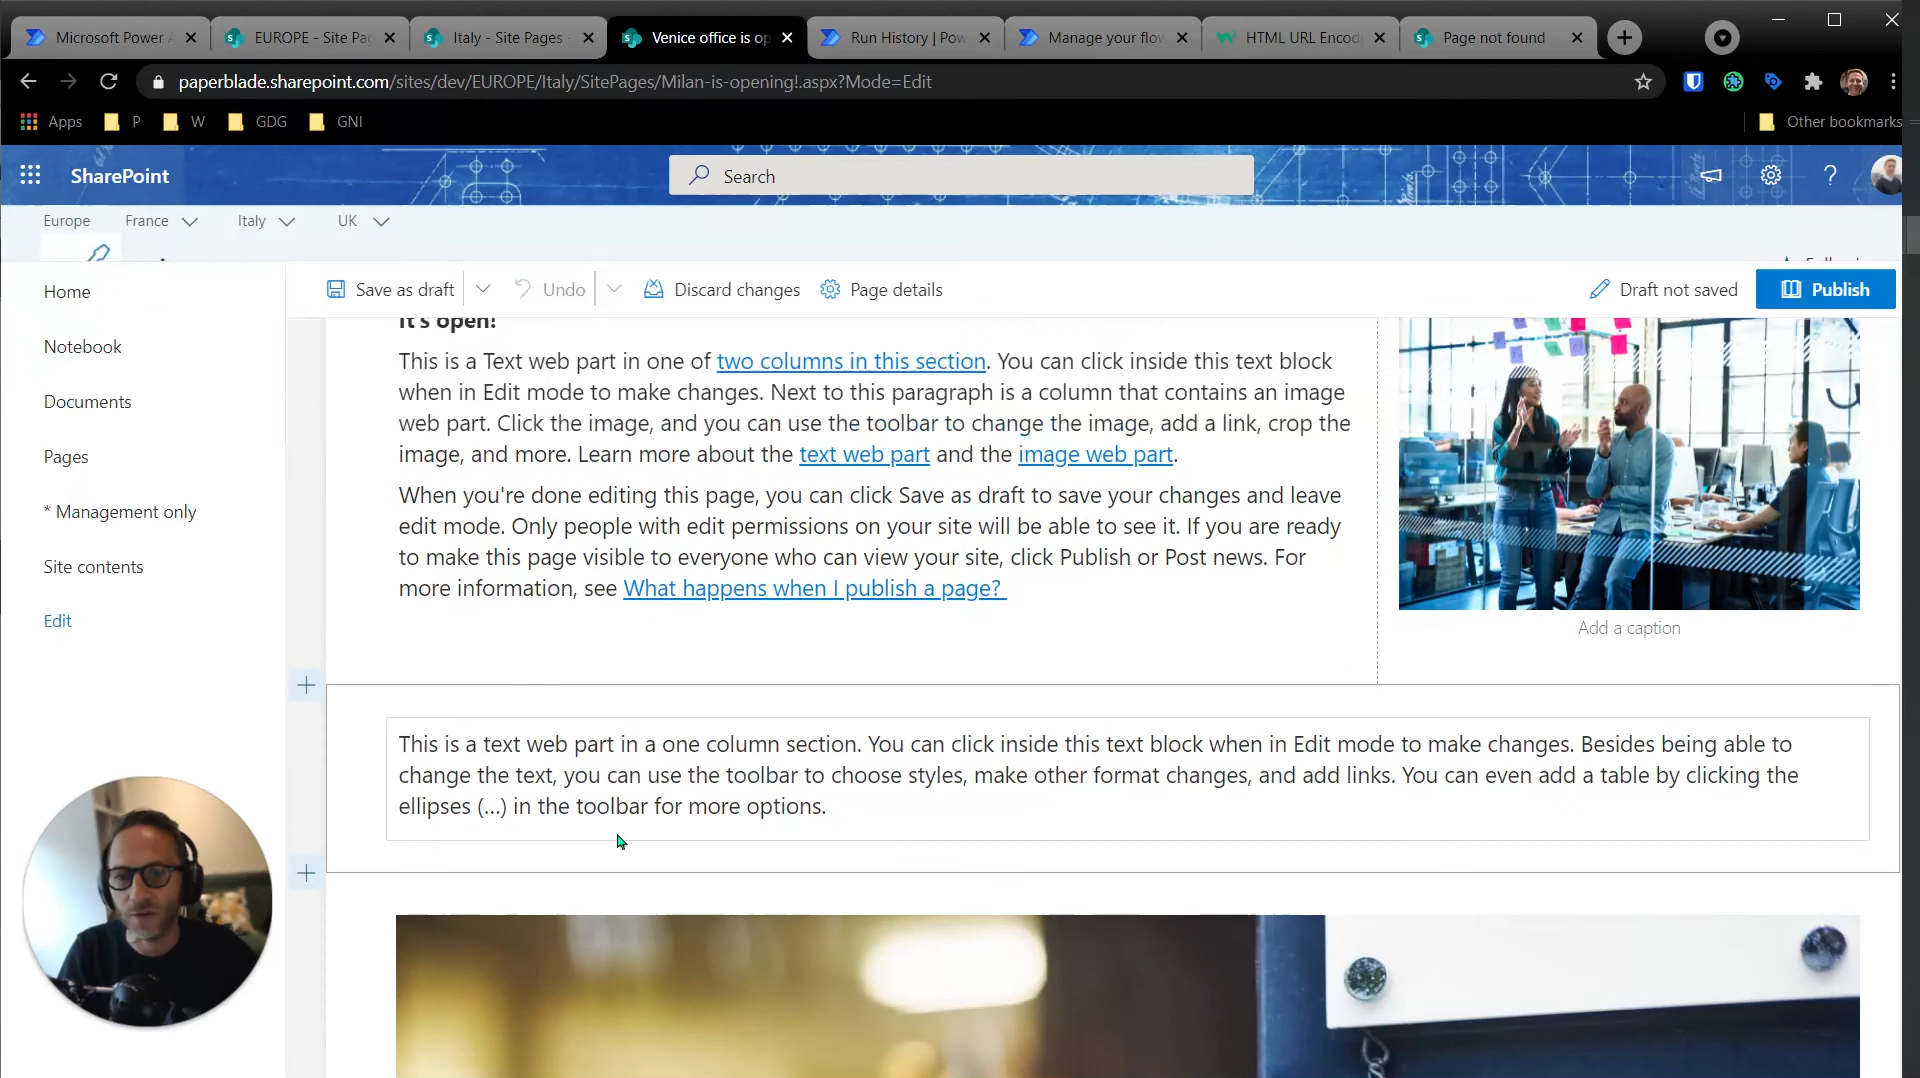 Microsoft Power A
EUROPE - Site Pa
Italy - Site Pages -
Venice office is op
Run History | Pow
Manage your flow
HTML URL Encodi
Page not found
paperblade.sharepoint.com/sites/dev/EUROPE/Italy/SitePages/Milan-is-opening!.aspx?Mode=Edit
Apps
P
W
GDG
GNI
Other bookmarks
SharePoint
Search
Europe
France
Italy
UK
Home
Notebook
Documents
Pages
* Management only
Site contents
Edit
Save as draft
Undo
Discard changes
Page details
Draft not saved
Publish
It's open!
This is a Text web part in one of two columns in this section. You can click inside this text block
when in Edit mode to make changes. Next to this paragraph is a column that contains an image
web part. Click the image, and you can use the toolbar to change the image, add a link, crop the
image, and more. Learn more about the text web part and the image web part.
When you're done editing this page, you can click Save as draft to save your changes and leave
edit mode. Only people with edit permissions on your site will be able to see it. If you are ready
to make this page visible to everyone who can view your site, click Publish or Post news. For
more information, see What happens when I publish a page?
Add a caption
This is a text web part in a one column section. You can click inside this text block when in Edit mode to make changes. Besides being able to
change the text, you can use the toolbar to choose styles, make other format changes, and add links. You can even add a table by clicking the
ellipses (...) in the toolbar for more options.